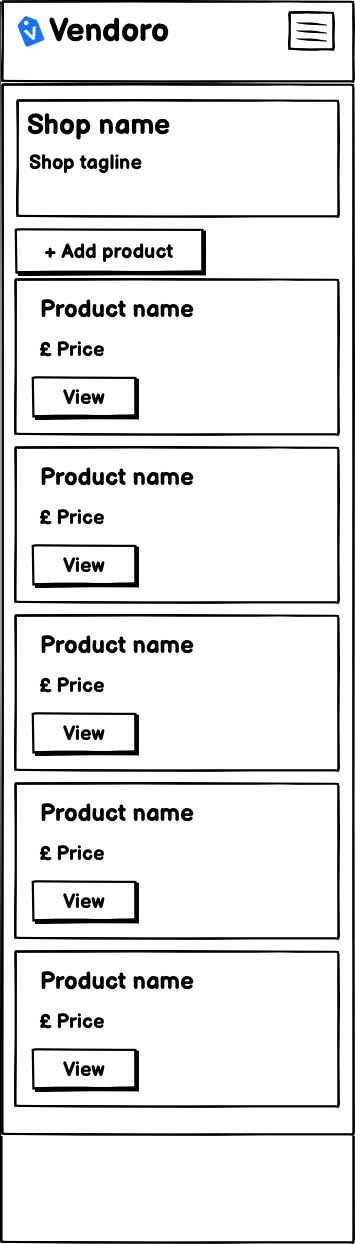 Vendoro
Shop name
Shop tagline
+ Add product
Product name
£ Price
View
Product name
£ Price
View
Product name
£ Price
View
Product name
£ Price
View
Product name
£ Price
View